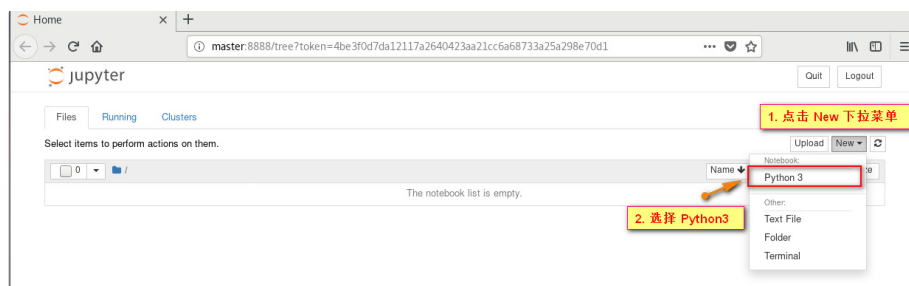 Home
master:8888/tree?token=4be3f0d7da12117a2640423aa21cc6a68733a25a298e70d1
jupyter
Quit Logout
Files Running Clusters
1. 点击 New 下拉菜单
Select items to perform actions on them.
Upload New
0 /
Name
Notebook:
Python 3
The notebook list is empty.
2. 选择 Python3
Other:
Text File
Folder
Terminal